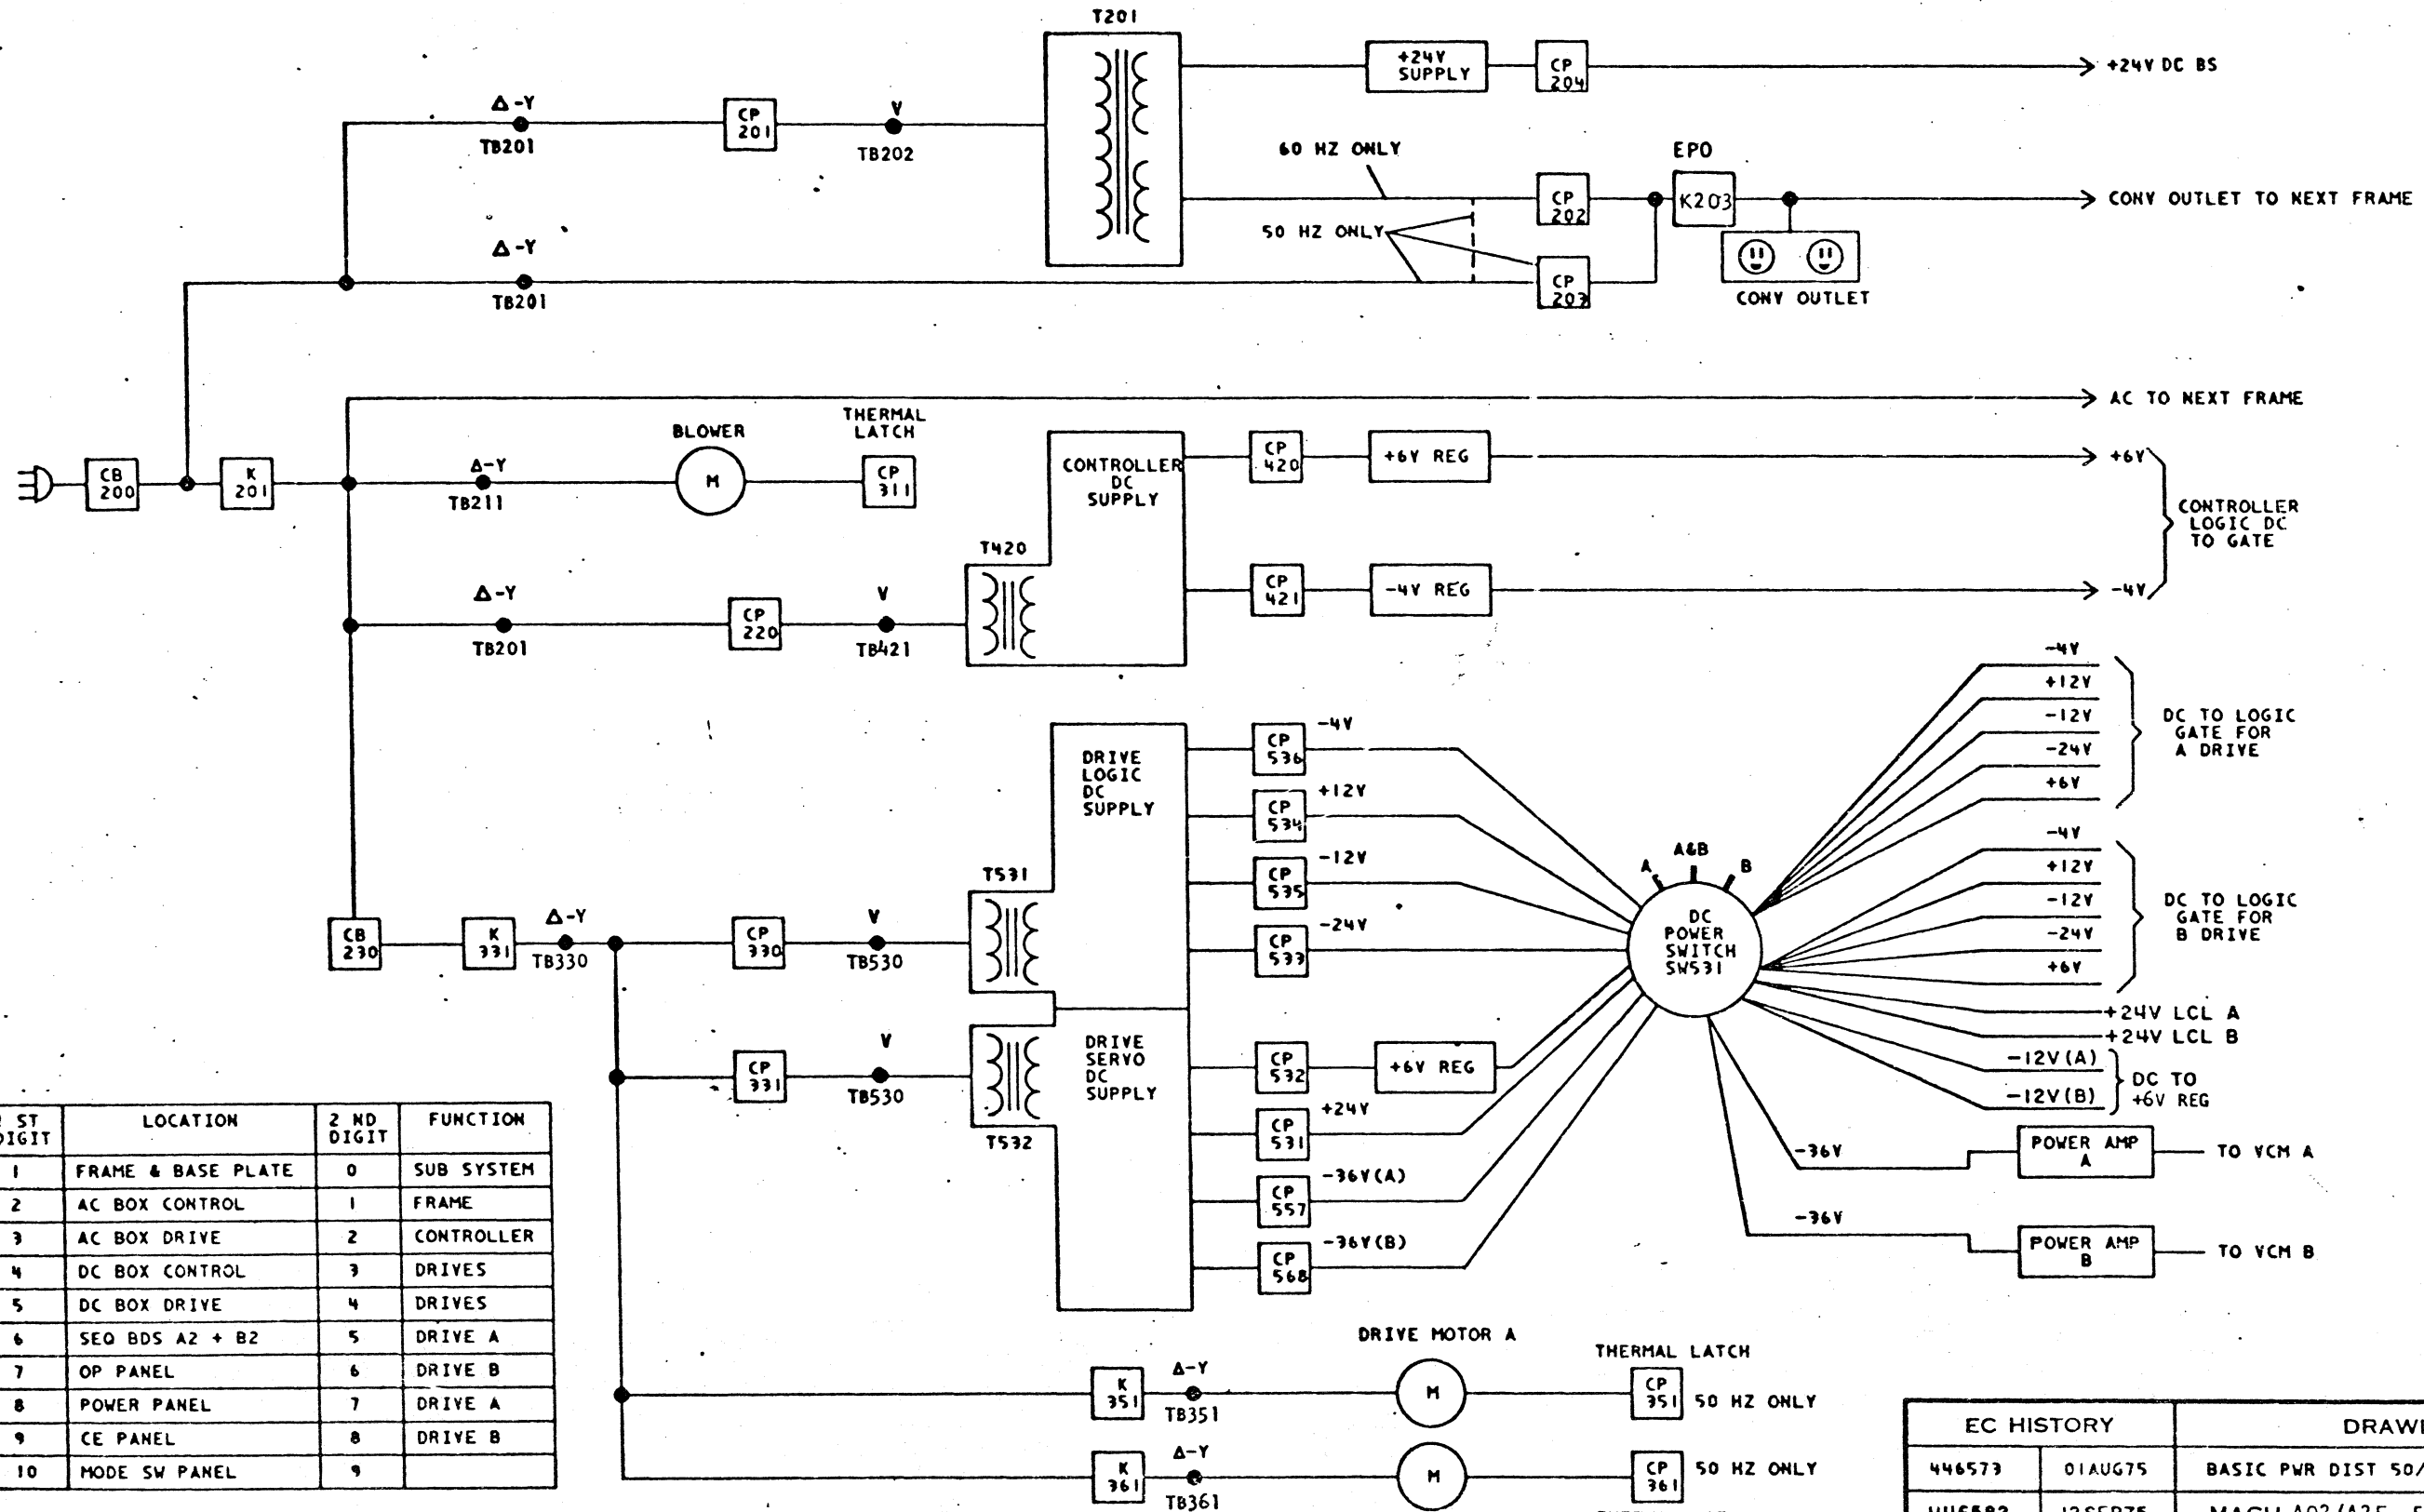 T201
+24V
SUPPLY
CP
204
+24V DC BS
Δ-Y
TB201
CP
201
V
TB202
60 HZ ONLY
CP
202
EPO
K203
CONV OUTLET TO NEXT FRAME
50 HZ ONLY
Δ-Y
TB201
CP
203
CONV OUTLET
AC TO NEXT FRAME
CB
200
K
201
Δ-Y
TB211
BLOWER
M
THERMAL
LATCH
CP
311
CONTROLLER
DC
SUPPLY
CP
420
+6V REG
+6V
CONTROLLER
LOGIC DC
TO GATE
T420
Δ-Y
TB201
CP
220
V
TB421
CP
421
-4V REG
-4V
DRIVE
LOGIC
DC
SUPPLY
CP
536
-4V
CP
534
+12V
CP
535
-12V
CP
533
-24V
-4V
+12V
-12V
-24V
+6V
DC TO LOGIC
GATE FOR
A DRIVE
-4V
+12V
-12V
-24V
+6V
DC TO LOGIC
GATE FOR
B DRIVE
A
A&B
B
DC
POWER
SWITCH
SW531
CB
230
K
331
Δ-Y
TB330
CP
330
V
TB530
T531
CP
331
V
TB530
T532
DRIVE
SERVO
DC
SUPPLY
CP
532
+6V REG
CP
531
+24V
CP
557
-36V(A)
CP
568
-36V(B)
+24V LCL A
+24V LCL B
-12V(A)
-12V(B)
DC TO
+6V REG
-36V
POWER AMP
A
TO VCM A
-36V
POWER AMP
B
TO VCM B
ST DIGIT LOCATION 2 ND DIGIT FUNCTION
1 FRAME & BASE PLATE 0 SUB SYSTEM
2 AC BOX CONTROL 1 FRAME
3 AC BOX DRIVE 2 CONTROLLER
4 DC BOX CONTROL 3 DRIVES
5 DC BOX DRIVE 4 DRIVES
6 SEQ BDS A2 + B2 5 DRIVE A
7 OP PANEL 6 DRIVE B
8 POWER PANEL 7 DRIVE A
9 CE PANEL 8 DRIVE B
10 MODE SW PANEL 9
K
351
Δ-Y
TB351
DRIVE MOTOR A
M
THERMAL LATCH
CP
351
50 HZ ONLY
K
361
Δ-Y
TB361
M
CP
361
50 HZ ONLY
EC HISTORY
446573 01AUG75 BASIC PWR DIST 50/